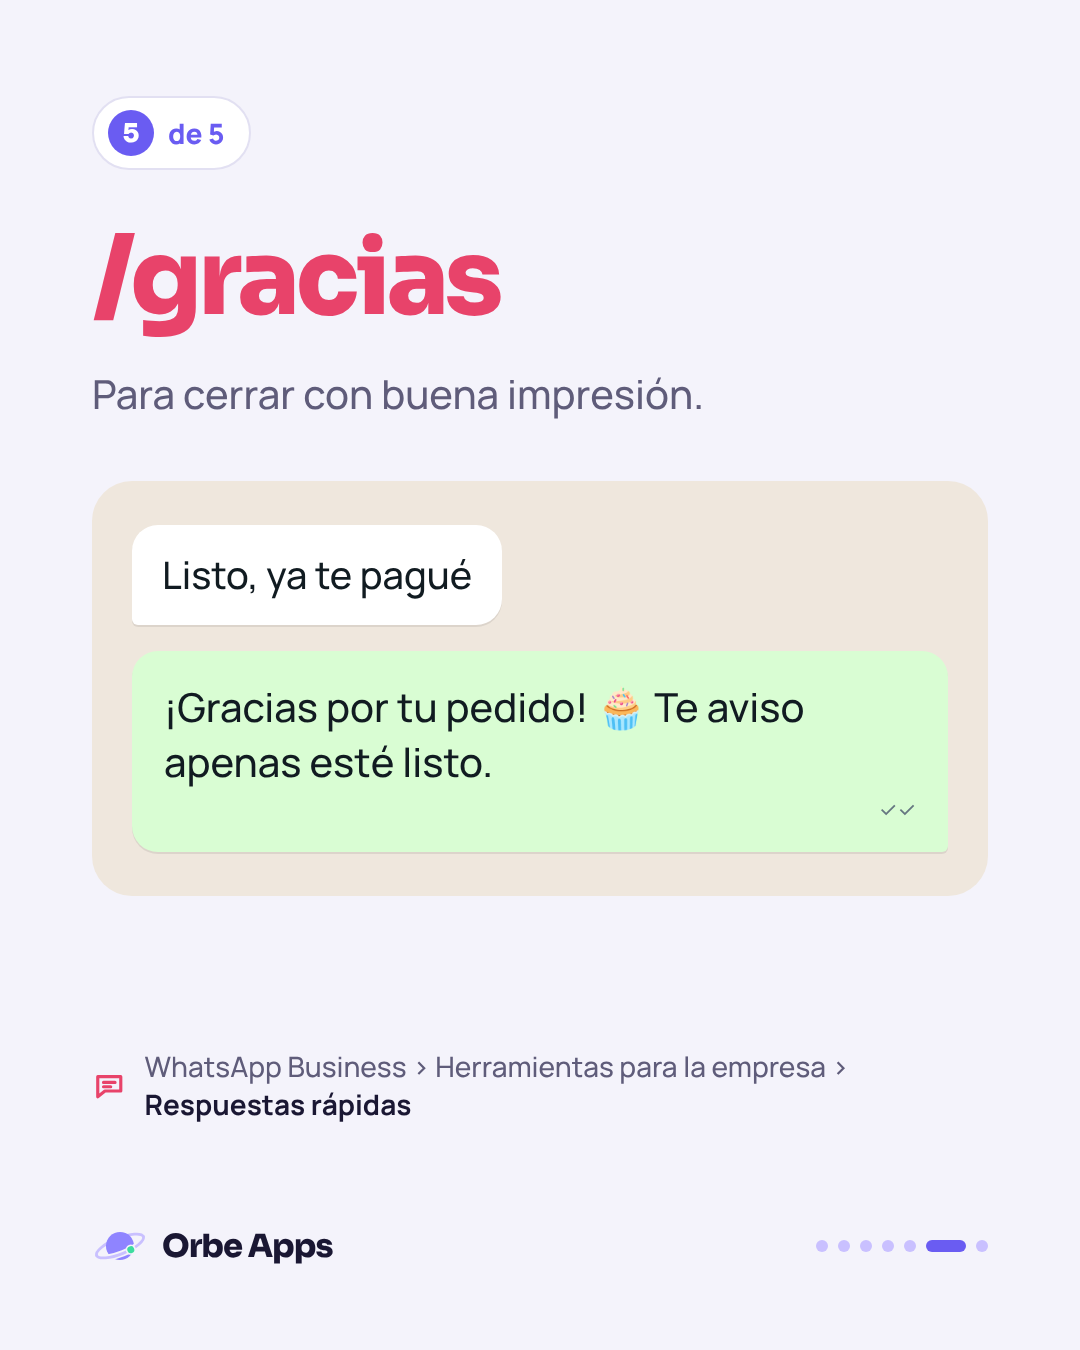 5 de 5
/gracias
Para cerrar con buena impresión.
Listo, ya te pagué
¡Gracias por tu pedido! 🧁 Te aviso
apenas esté listo.
WhatsApp Business › Herramientas para la empresa ›
Respuestas rápidas
Orbe Apps